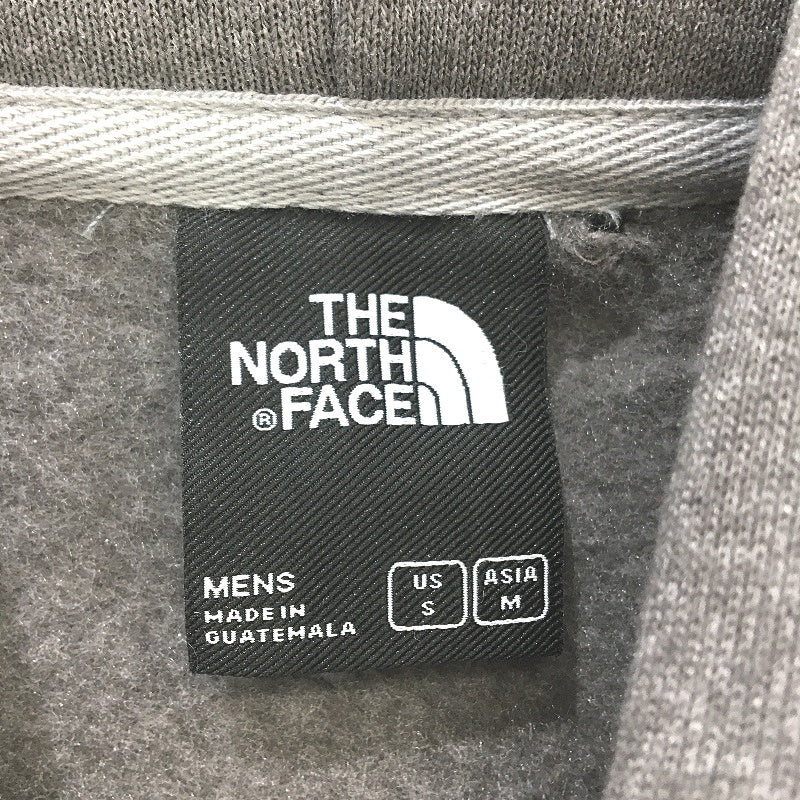 THE
NORTH
® FACE
MENS
MADE IN
GUATEMALA
US
S
ASIA
M